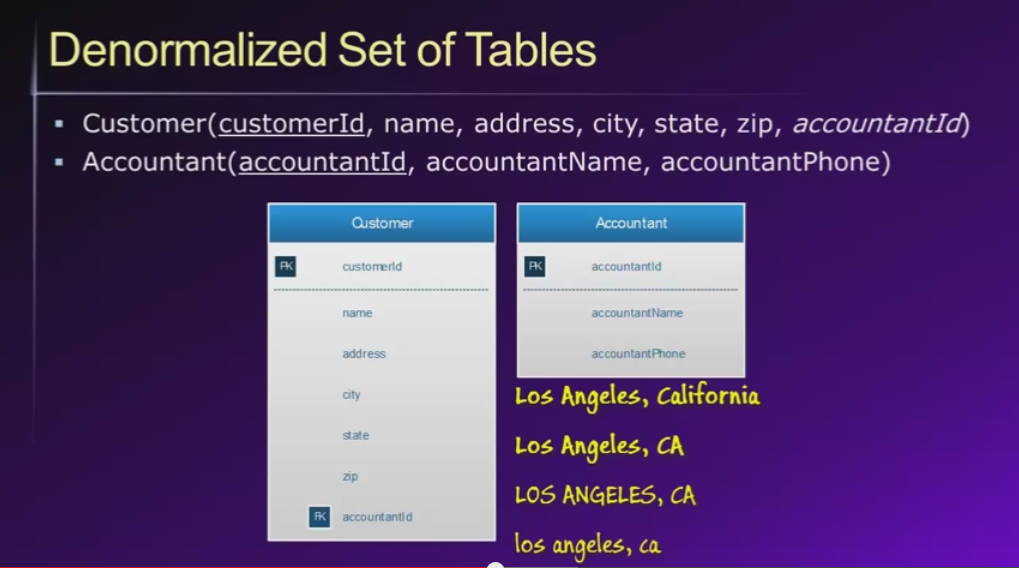 Denormalized Set of Tables
▪ Customer(customerId, name, address, city, state, zip, accountantId)
▪ Accountant(accountantId, accountantName, accountantPhone)
Customer
PK customerId
name
address
city
state
zip
FK accountantId
Accountant
PK accountantId
accountantName
accountantPhone
Los Angeles, California
Los Angeles, CA
LOS ANGELES, CA
los angeles, ca